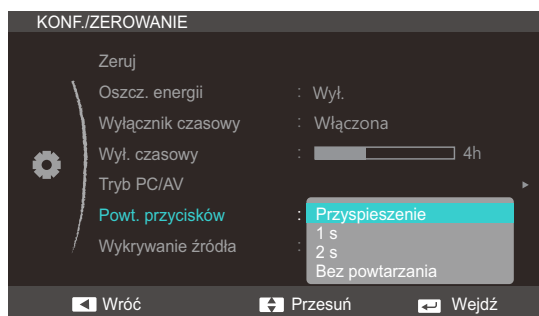 KONF./ZEROWANIE
Zeruj
Oszcz. energii : Wył.
Wyłącznik czasowy : Włączona
Wył. czasowy : 4h
Tryb PC/AV
Powt. przycisków : Przyspieszenie
1 s
2 s
Wykrywanie źródła :
Bez powtarzania
Wróć Przesuń Wejdź